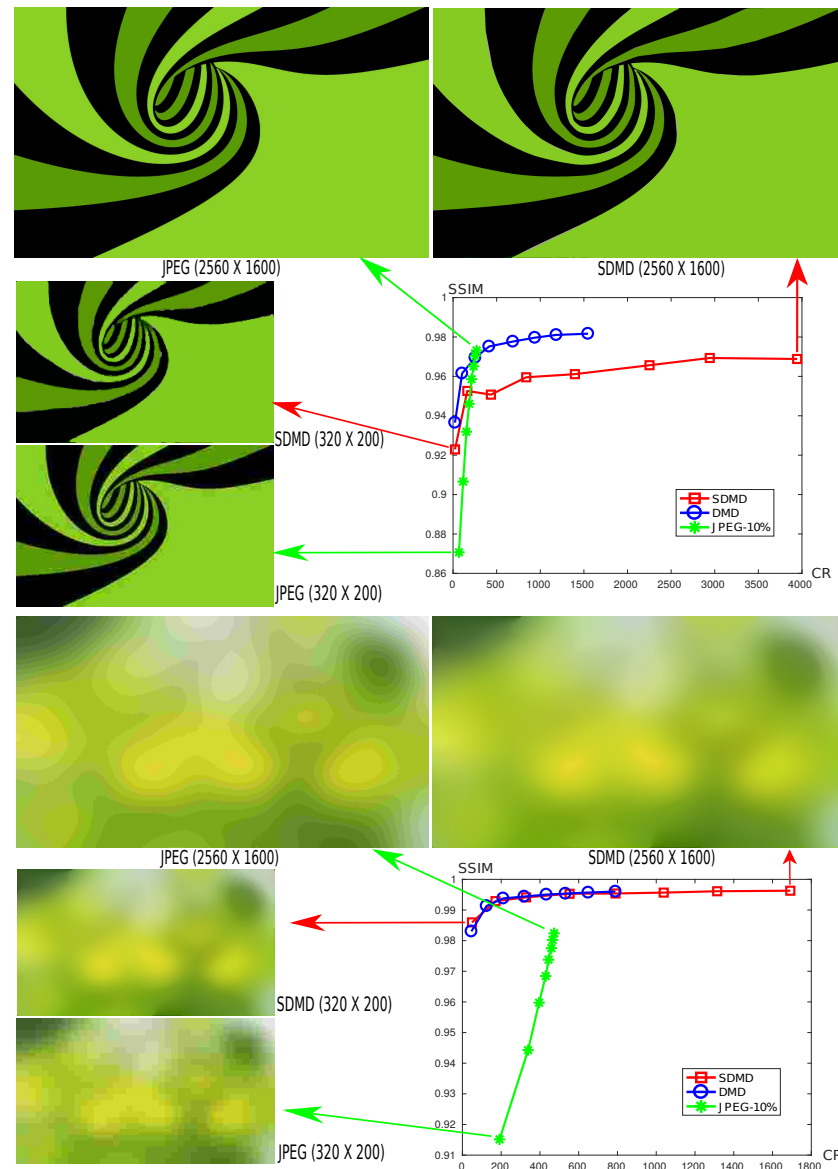 JPEG (2560 X 1600)
SDMD (2560 X 1600)
SSIM
1
0.98
0.96
0.94
0.92
0.9
0.88
0.86
0 500 1000 1500 2000 2500 3000 3500 4000
CR
SDMD
DMD
JPEG-10%
SDMD (320 X 200)
JPEG (320 X 200)
JPEG (2560 X 1600)
SDMD (2560 X 1600)
SSIM
1
0.99
0.98
0.97
0.96
0.95
0.94
0.93
0.92
0.91
0 200 400 600 800 1000 1200 1400 1600 1800
CR
SDMD
DMD
JPEG-10%
SDMD (320 X 200)
JPEG (320 X 200)